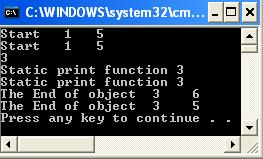 C:\WINDOWS\system32\cm...
Start 1 5
Start 1 5
3
Static print function 3
Static print function 3
The End of object 3 6
The End of object 3 5
Press any key to continue . .